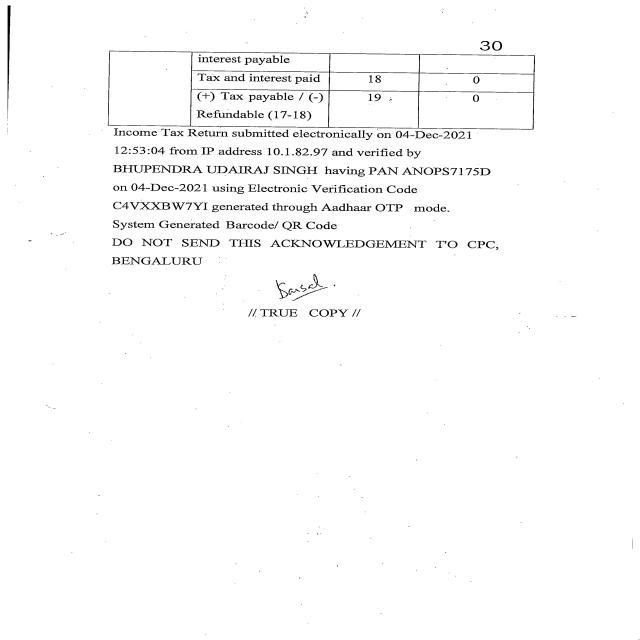 30
interest payable
Tax and interest paid 18 0
(+) Tax payable / (-) 19 0
Refundable (17-18)
Income Tax Return submitted electronically on 04-Dec-2021
12:53:04 from IP address 10.1.82.97 and verified by
BHUPENDRA UDAIRAJ SINGH having PAN ANOPS7175D
on 04-Dec-2021 using Electronic Verification Code
C4VXXBW7YI generated through Aadhaar OTP mode.
System Generated Barcode/ QR Code
DO NOT SEND THIS ACKNOWLEDGEMENT TO CPC,
BENGALURU
// TRUE COPY //